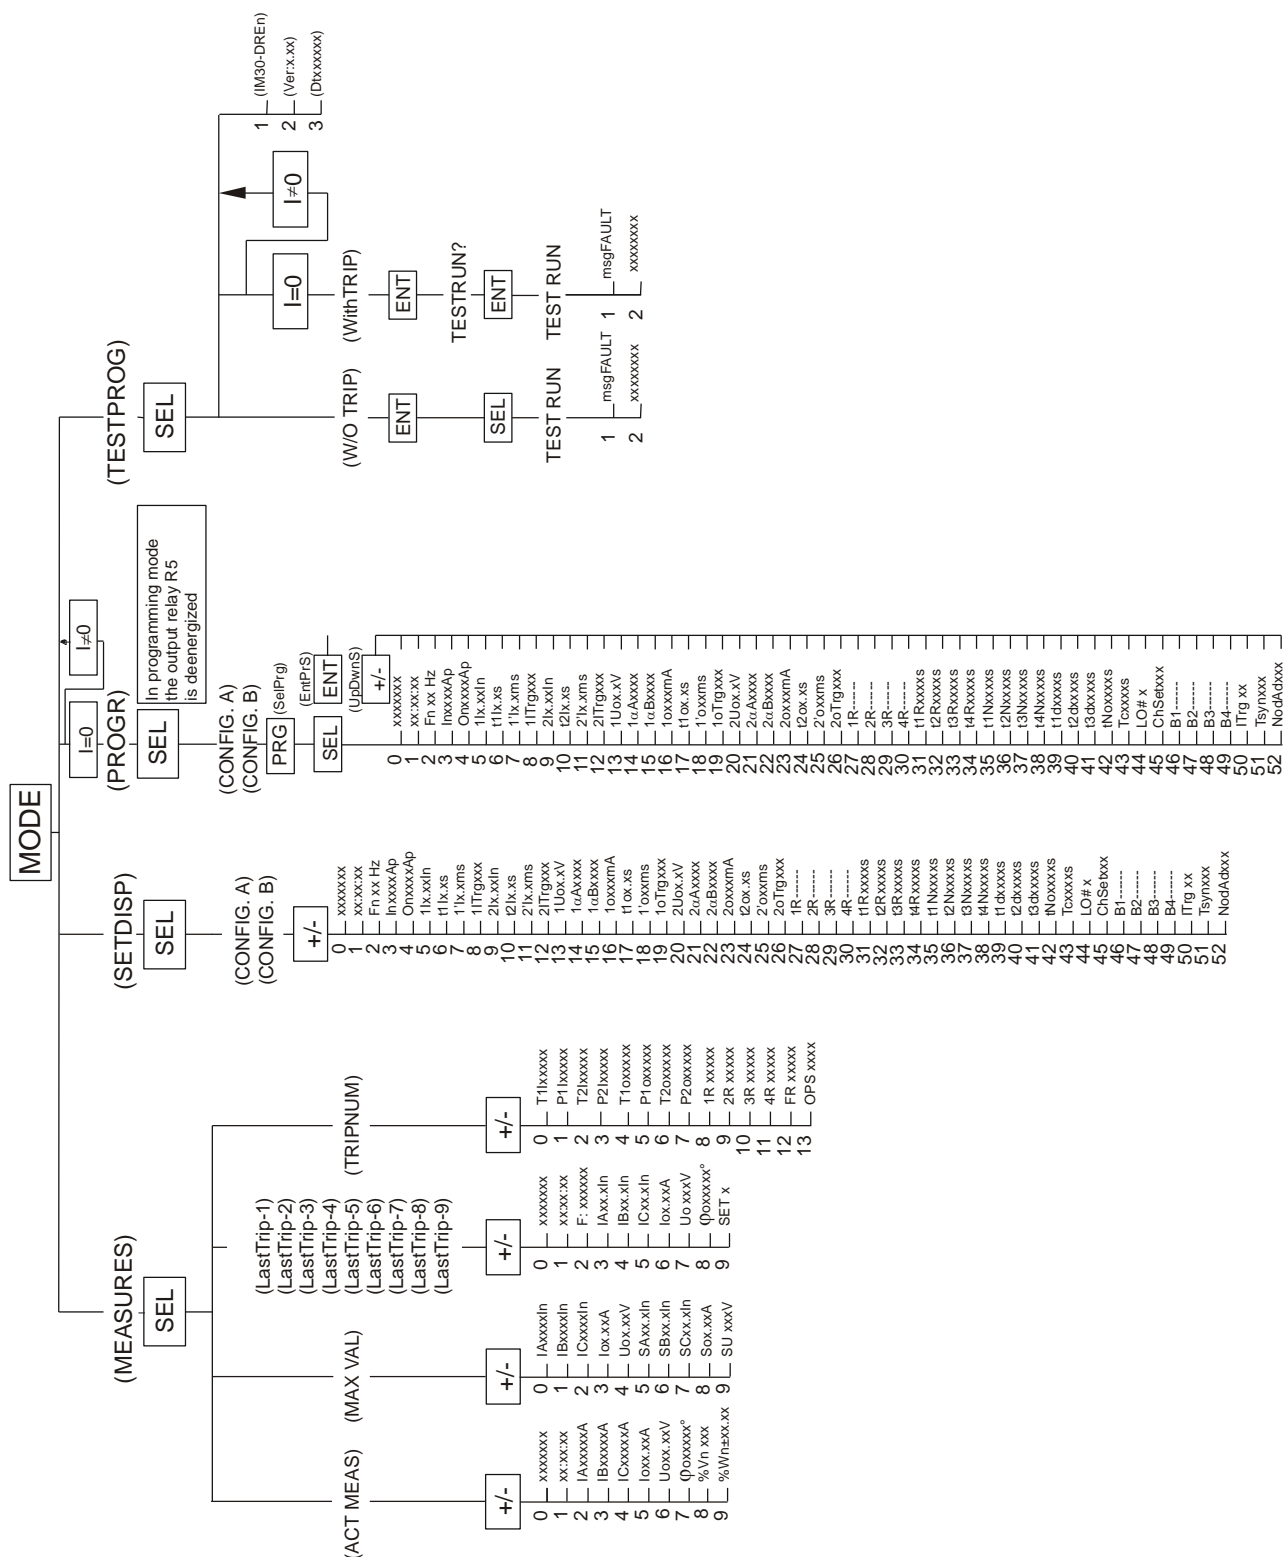 MODE
(MEASURES)
SEL
(ACT MEAS)
+/-
0 xxxxxxx
1 xx:xx:xx
2 IAxxxxxA
3 IBxxxxxA
4 ICxxxxxA
5 Ioxx.xxA
6 Uoxx.xxV
7 φoxxxxx°
8 %Vn xxx
9 %Wn±xx.xx
(MAX VAL)
+/-
0 IAxxxxIn
1 IBxxxxIn
2 ICxxxxIn
3 Iox.xxA
4 Uox.xxV
5 SAxx.xIn
6 SBxx.xIn
7 SCxx.xIn
8 Sox.xxA
9 SU xxxV
(LastTrip-1)
(LastTrip-2)
(LastTrip-3)
(LastTrip-4)
(LastTrip-5)
(LastTrip-6)
(LastTrip-7)
(LastTrip-8)
(LastTrip-9)
+/-
0 xxxxxxx
1 xx:xx:xx
2 F: xxxxxx
3 IAxx.xIn
4 IBxx.xIn
5 ICxx.xIn
6 Iox.xxA
7 Uo xxxV
8 φoxxxxx°
9 SET x
(TRIPNUM)
+/-
0 T1Ixxxxx
1 P1Ixxxxx
2 T2Ixxxxx
3 P2Ixxxxx
4 T1oxxxxx
5 P1oxxxxx
6 T2oxxxxx
7 P2oxxxxx
8 1R xxxxx
9 2R xxxxx
10 3R xxxxx
11 4R xxxxx
12 FR xxxxx
13 OPS xxxx
(SETDISP)
SEL
(CONFIG. A)
(CONFIG. B)
+/-
0 xxxxxxx
1 xx:xx:xx
2 Fn xx Hz
3 InxxxxAp
4 OnxxxxAp
5 1Ix.xxIn
6 t1Ix.xs
7 1'Ix.xms
8 1ITrgxxx
9 2Ix.xxIn
10 t2Ix.xs
11 2'Ix.xms
12 2ITrgxxx
13 1Uox.xV
14 1αAxxxx
15 1αBxxxx
16 1oxxxmA
17 t1ox.xs
18 1'oxxms
19 1oTrgxxx
20 2Uox.xV
21 2αAxxxx
22 2αBxxxx
23 2oxxxmA
24 t2ox.xs
25 2'oxxms
26 2oTrgxxx
27 1R------
28 2R------
29 3R------
30 4R------
31 t1Rxxxxs
32 t2Rxxxxs
33 t3Rxxxxs
34 t4Rxxxxs
35 t1Nxxxxs
36 t2Nxxxxs
37 t3Nxxxxs
38 t4Nxxxxs
39 t1dxxxxs
40 t2dxxxxs
41 t3dxxxxs
42 tNoxxxxs
43 Tcxxxxs
44 LO# x
45 ChSetxxx
46 B1------
47 B2------
48 B3------
49 B4------
50 ITrg xx
51 Tsynxxx
52 NodAdxxx
I=0
I≠0
(PROGR)
SEL
In programming mode
the output relay R5
is deenergized
(CONFIG. A)
(CONFIG. B)
PRG (SelPrg)
SEL
(EntPrS)
ENT
(UpDwnS)
+/-
0 xxxxxxx
1 xx:xx:xx
2 Fn xx Hz
3 InxxxxAp
4 OnxxxxAp
5 1Ix.xxIn
6 t1Ix.xs
7 1'Ix.xms
8 1ITrgxxx
9 2Ix.xxIn
10 t2Ix.xs
11 2'Ix.xms
12 2ITrgxxx
13 1Uox.xV
14 1αAxxxx
15 1αBxxxx
16 1oxxxmA
17 t1ox.xs
18 1'oxxms
19 1oTrgxxx
20 2Uox.xV
21 2αAxxxx
22 2αBxxxx
23 2oxxxmA
24 t2ox.xs
25 2'oxxms
26 2oTrgxxx
27 1R------
28 2R------
29 3R------
30 4R------
31 t1Rxxxxs
32 t2Rxxxxs
33 t3Rxxxxs
34 t4Rxxxxs
35 t1Nxxxxs
36 t2Nxxxxs
37 t3Nxxxxs
38 t4Nxxxxs
39 t1dxxxxs
40 t2dxxxxs
41 t3dxxxxs
42 tNoxxxxs
43 Tcxxxxs
44 LO# x
45 ChSetxxx
46 B1------
47 B2------
48 B3------
49 B4------
50 ITrg xx
51 Tsynxxx
52 NodAdxxx
(TESTPROG)
SEL
(W/O TRIP)
ENT
SEL
TEST RUN
1 msgFAULT
2 xxxxxxxx
I=0
I≠0
(WithTRIP)
ENT
TESTRUN?
ENT
TEST RUN
1 msgFAULT
2 xxxxxxxx
1 (IM30-DREn)
2 (Ver:x.xx)
3 (Dtxxxxxx)